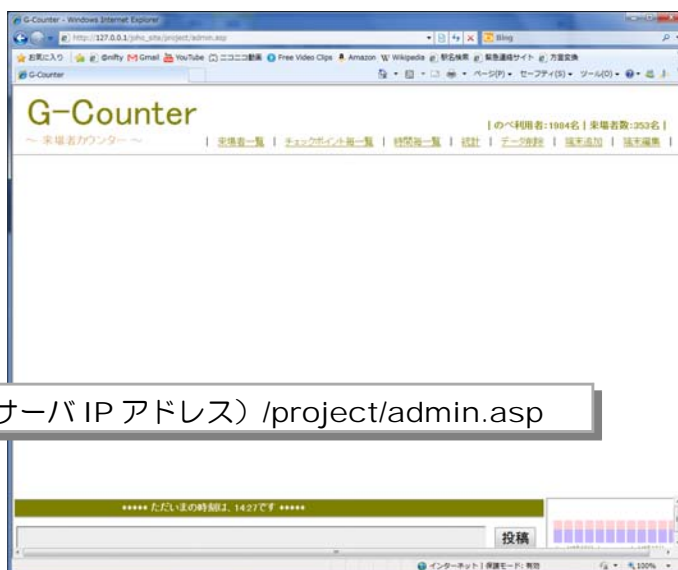 G-Counter - Windows Internet Explorer
http://127.0.0.1/joho_site/project/admin.asp
Bing
お気に入り @nifty Gmail YouTube ニコニコ動画 Free Video Clips Amazon Wikipedia 駅名検索 緊急連絡サイト 方言変換
G-Counter
ページ(P) セーフティ(S) ツール(O)
G-Counter
| のべ利用者:1984名 | 来場者数:353名 |
~ 来場者カウンター ~
| 来場者一覧 | チェックポイント毎一覧 | 時間毎一覧 | 統計 | データ削除 | 端末追加 | 端末編集 |
サーバ IP アドレス）/project/admin.asp
***** ただいまの時刻は、14:27です *****
投稿
インターネット | 保護モード: 有効
100%